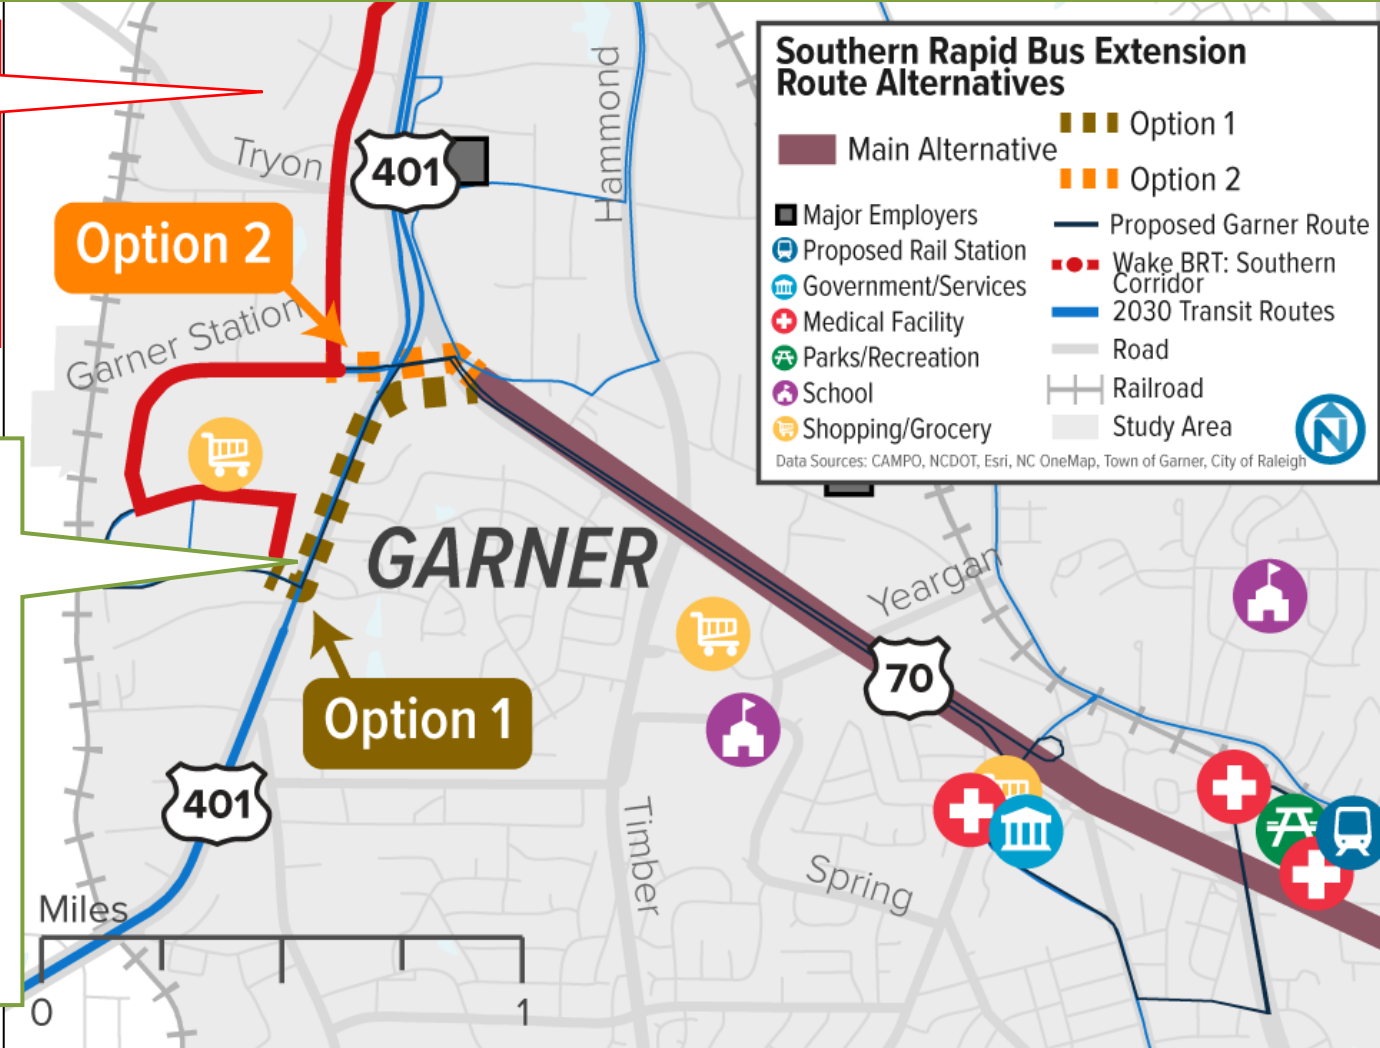 Southern Rapid Bus Extension
Route Alternatives
Main Alternative
Option 1
Option 2
Major Employers
Proposed Rail Station
Government/Services
Medical Facility
Parks/Recreation
School
Shopping/Grocery
Proposed Garner Route
Wake BRT: Southern
Corridor
2030 Transit Routes
Road
Railroad
Study Area
Data Sources: CAMPO, NCDOT, Esri, NC OneMap, Town of Garner, City of Raleigh
N
Hammond
Tryon
401
Option 2
Garner Station
GARNER
Yeargan
70
Option 1
401
Timber
Spring
Miles
0
1